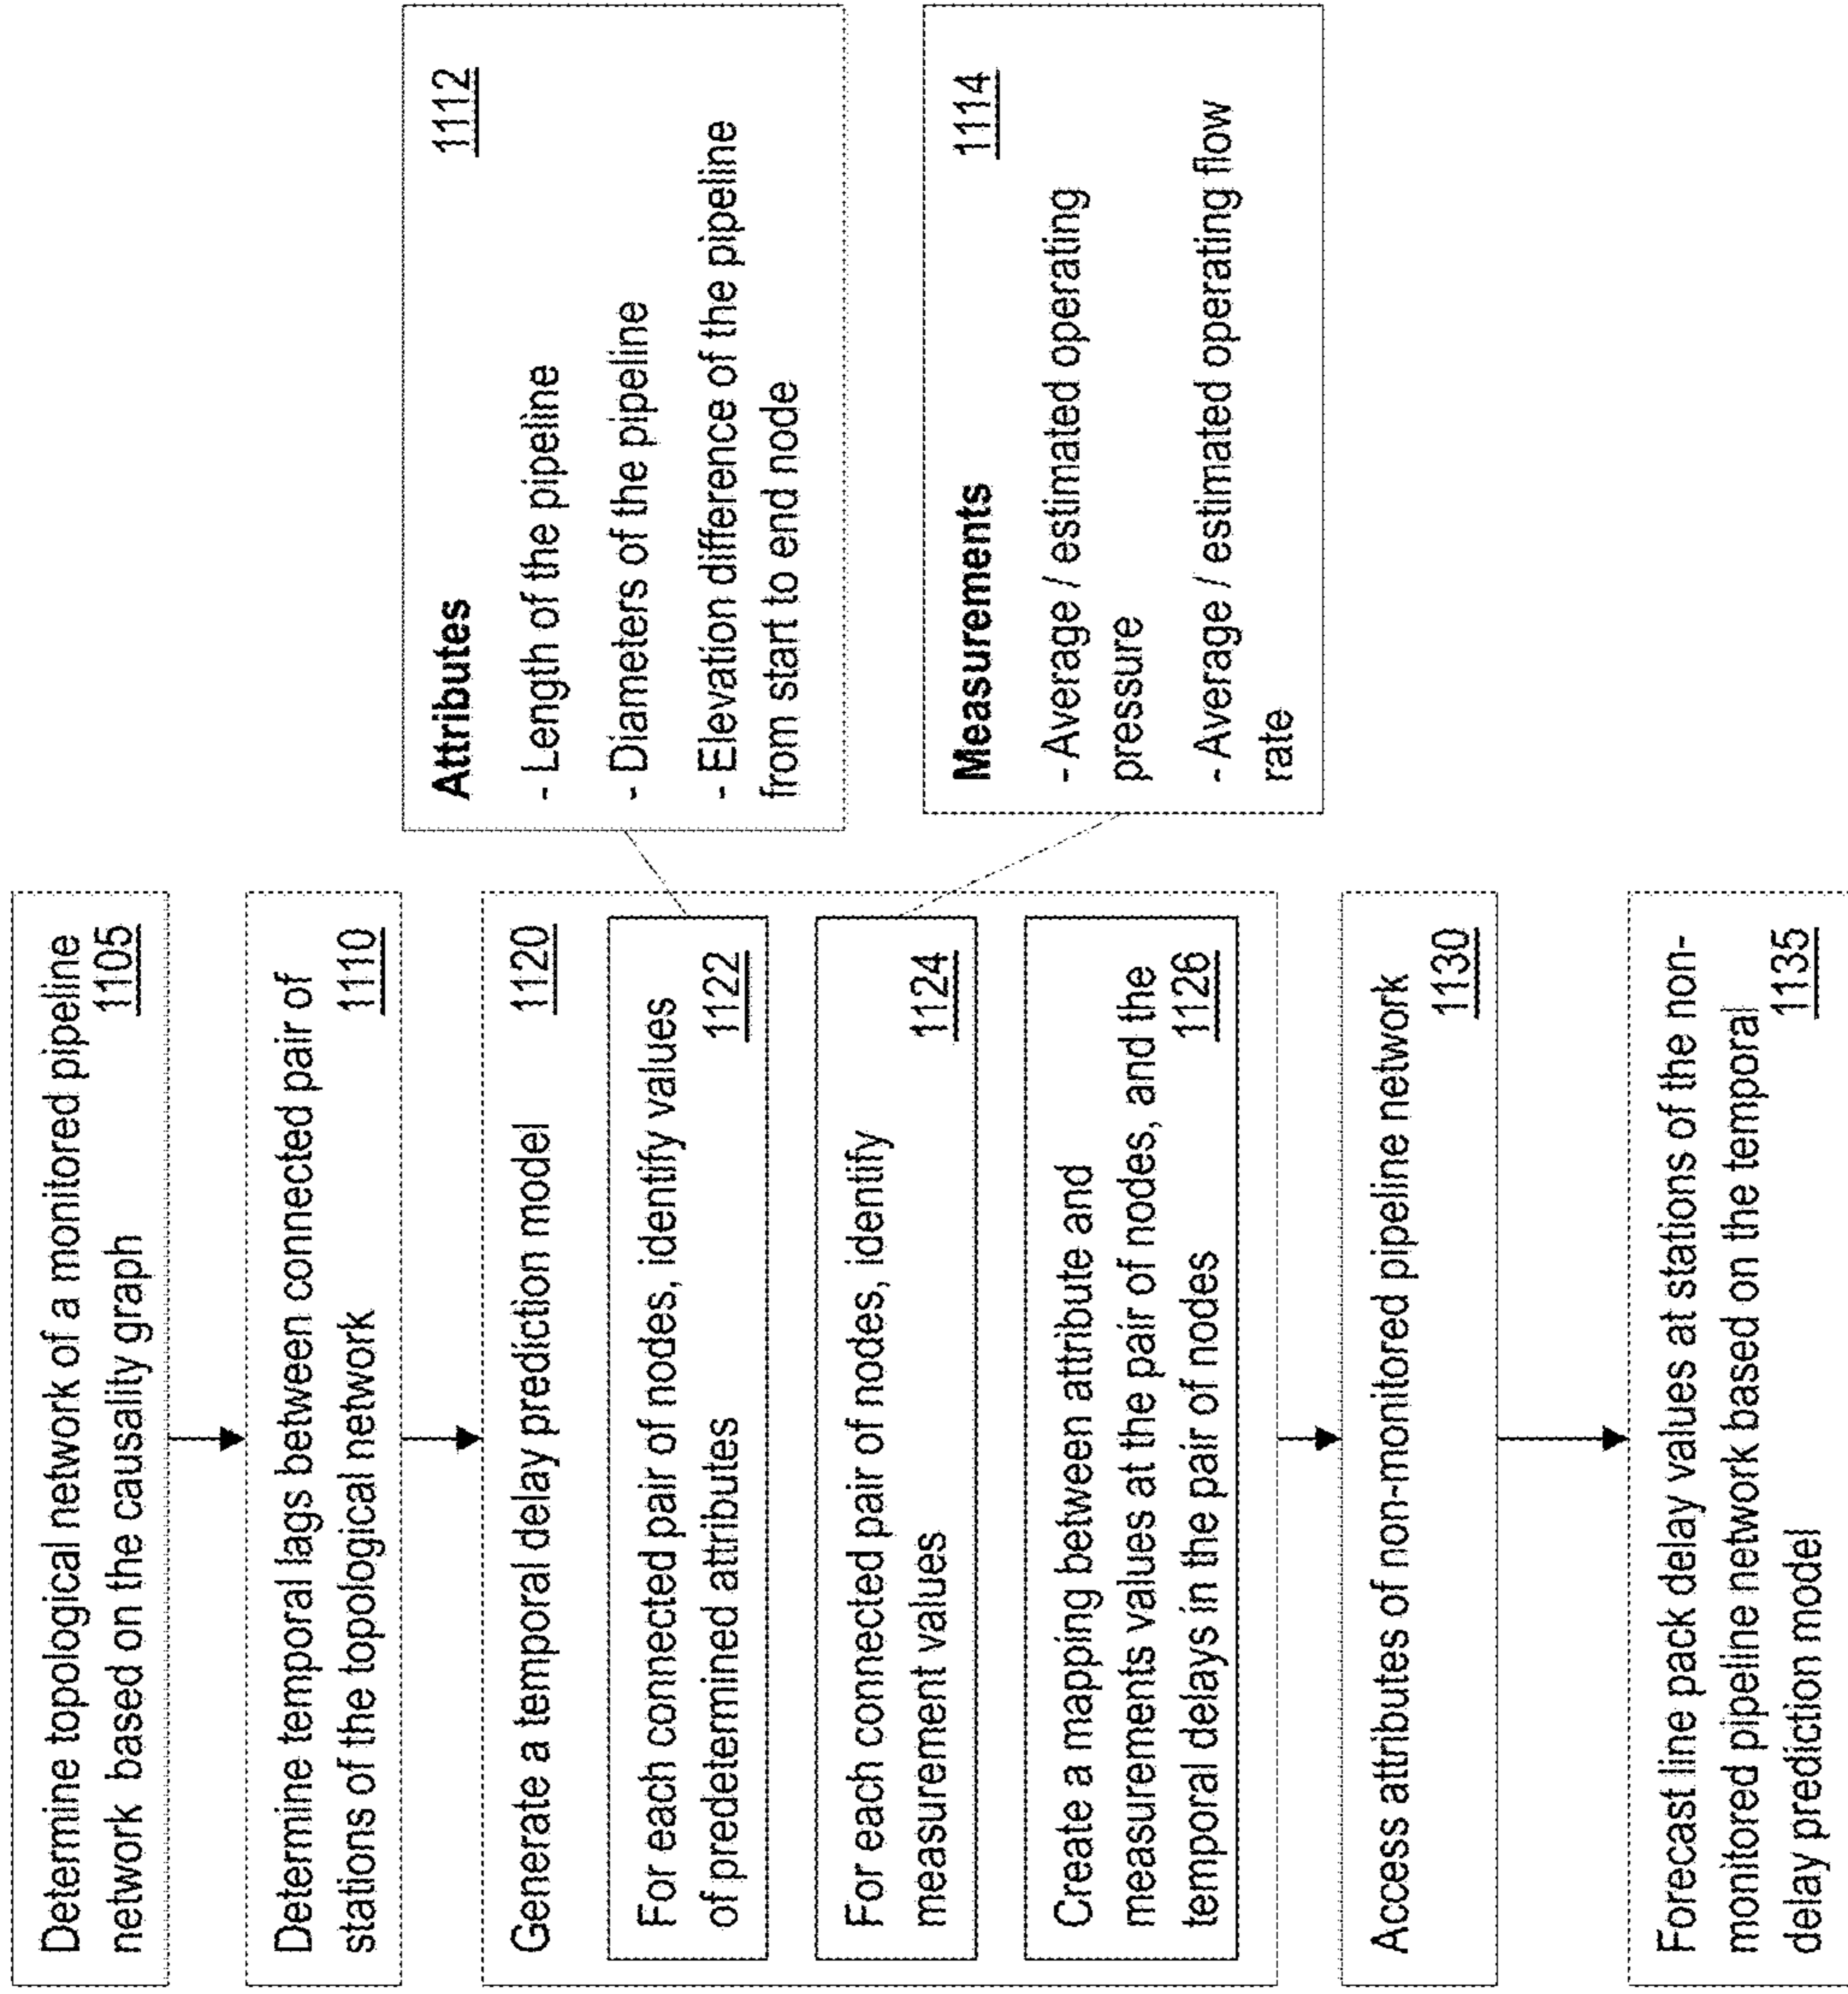 Determine topological network of a monitored pipeline
network based on the causality graph
1105
Determine temporal lags between connected pair of
stations of the topological network
1110
Generate a temporal delay prediction model
1120
For each connected pair of nodes, identify values
of predetermined attributes
1122
For each connected pair of nodes, identify
measurement values
1124
Create a mapping between attribute and
measurements values at the pair of nodes, and the
temporal delays in the pair of nodes
1126
Access attributes of non-monitored pipeline network
1130
Forecast line pack delay values at stations of the non-
monitored pipeline network based on the temporal
delay prediction model
1135
Attributes
1112
- Length of the pipeline
- Diameters of the pipeline
- Elevation difference of the pipeline
from start to end node
Measurements
1114
- Average / estimated operating
pressure
- Average / estimated operating flow
rate